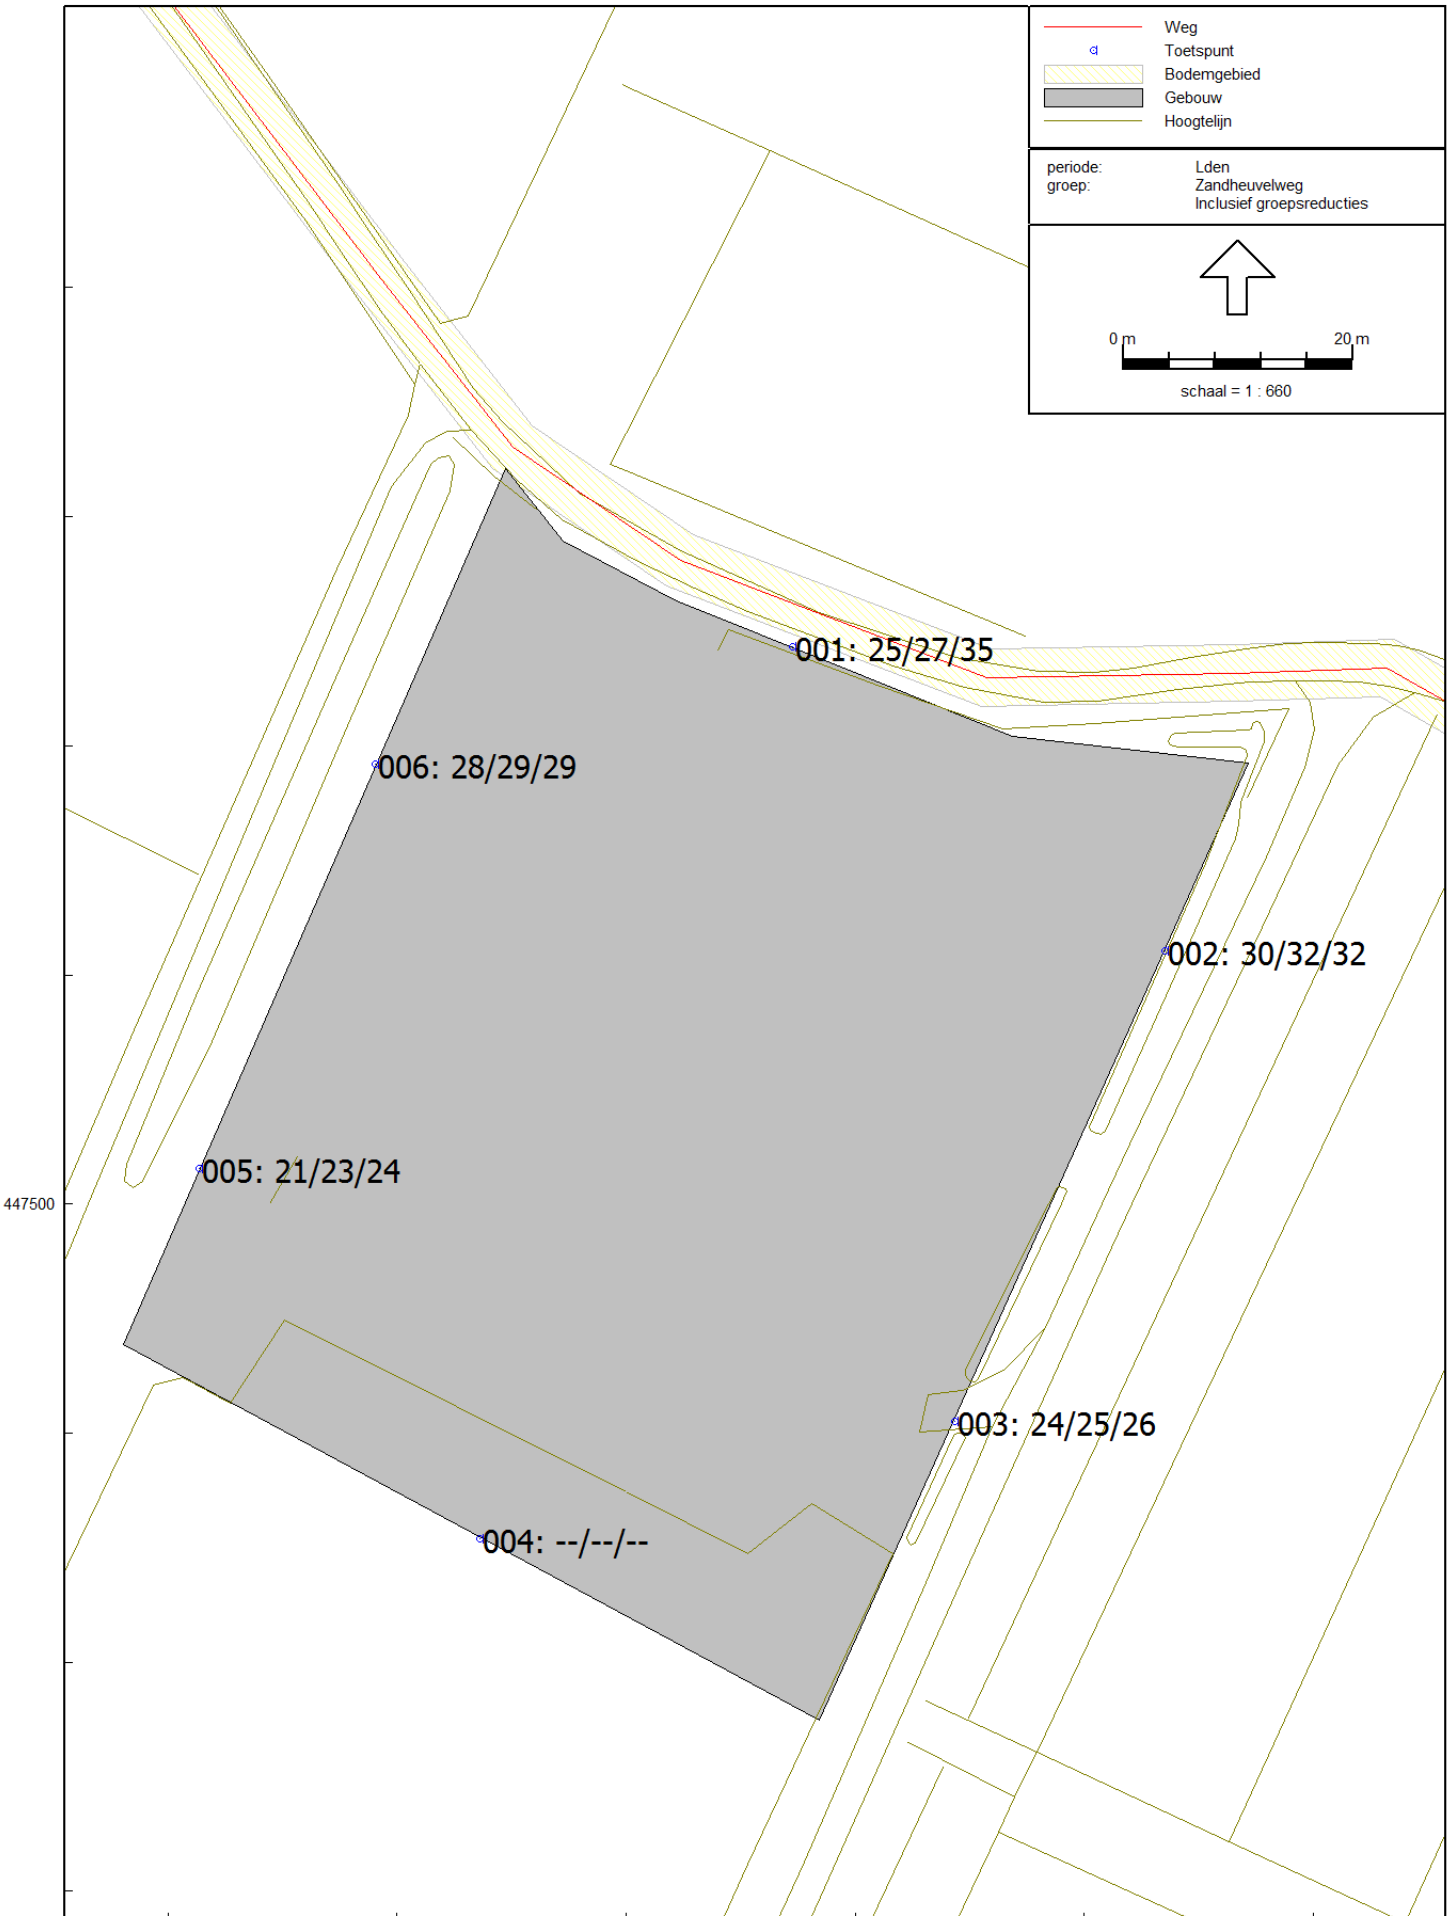 Weg
Toetspunt
Bodemgebied
Gebouw
Hoogtelijn
periode: Lden
groep: Zandheuvelweg
Inclusief groepsreducties
0 m 20 m
schaal = 1 : 660
001: 25/27/35
006: 28/29/29
002: 30/32/32
005: 21/23/24
447500
003: 24/25/26
004: --/--/--